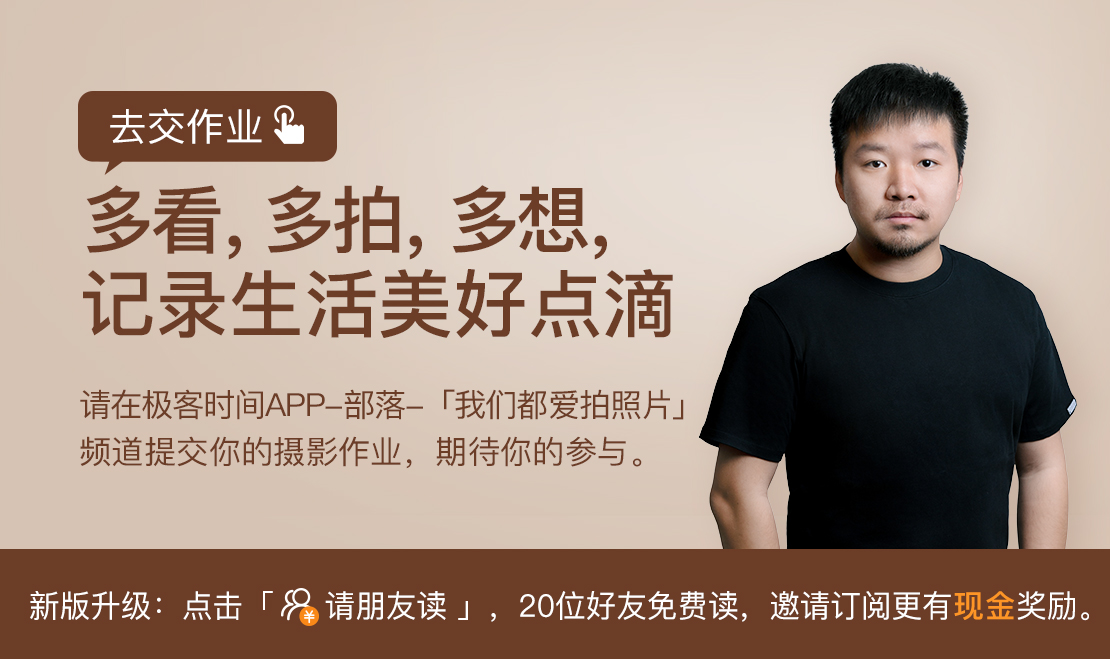 去交作业
多看,多拍,多想,
记录生活美好点滴
请在极客时间APP–部落–「我们都爱拍照片」
频道提交你的摄影作业，期待你的参与。
新版升级：点击「 ¥ 请朋友读 」，20位好友免费读，邀请订阅更有现金奖励。